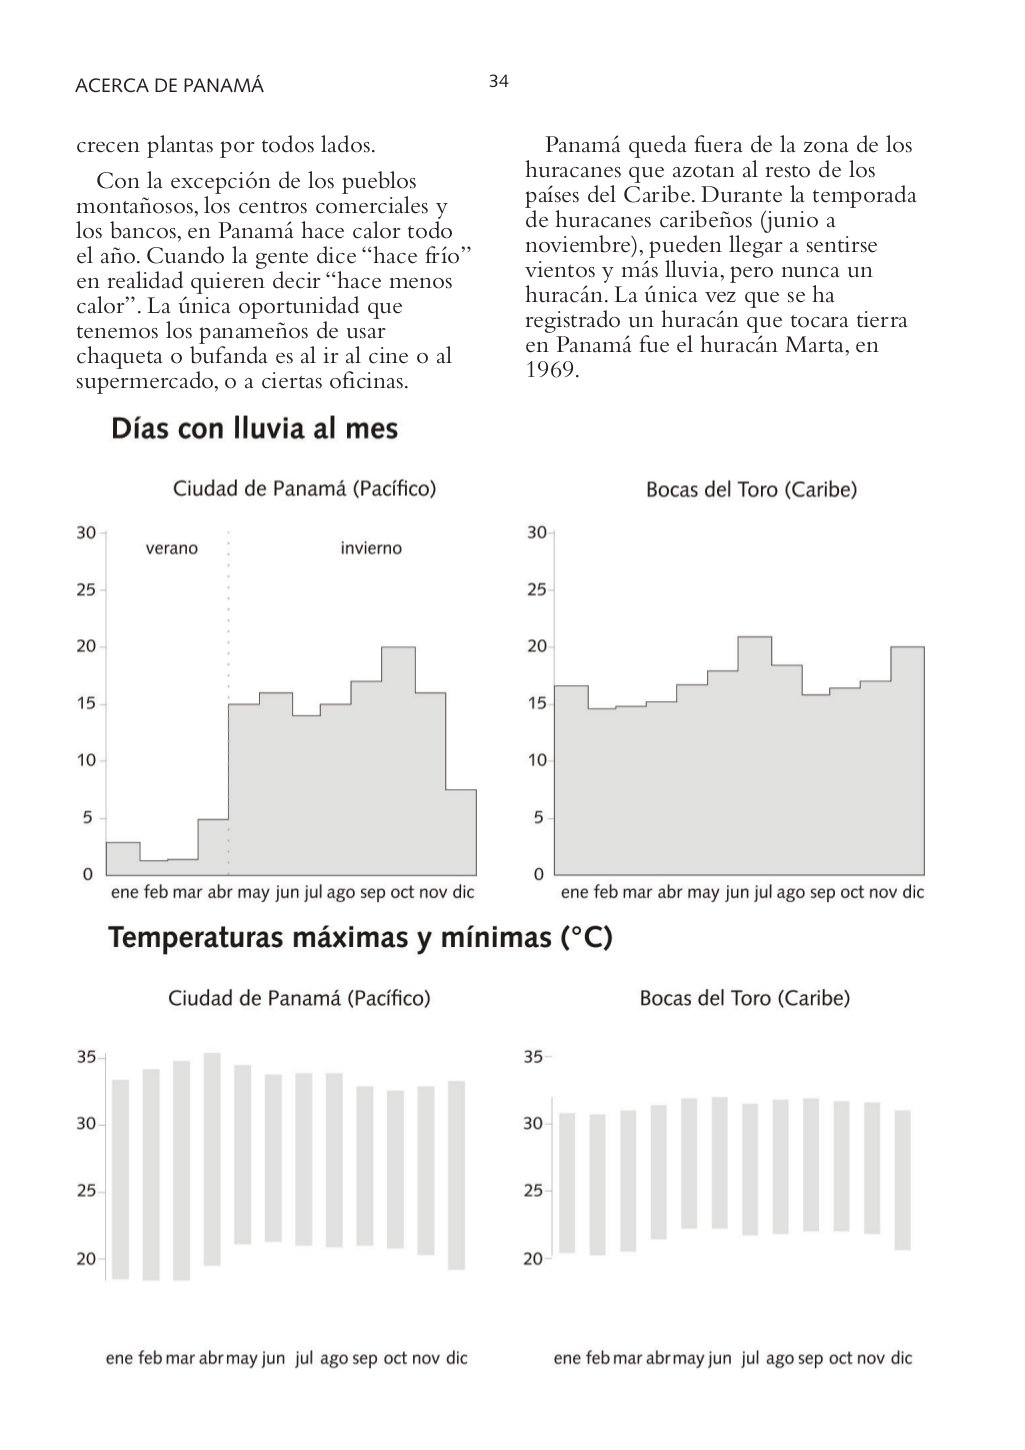 ACERCA DE PANAMÁ
34
crecen plantas por todos lados.
Con la excepción de los pueblos
montañosos, los centros comerciales y
los bancos, en Panamá hace calor todo
el año. Cuando la gente dice “hace frío”
en realidad quieren decir “hace menos
calor”. La única oportunidad que
tenemos los panameños de usar
chaqueta o bufanda es al ir al cine o al
supermercado, o a ciertas oficinas.
Panamá queda fuera de la zona de los
huracanes que azotan al resto de los
países del Caribe. Durante la temporada
de huracanes caribeños (junio a
noviembre), pueden llegar a sentirse
vientos y más lluvia, pero nunca un
huracán. La única vez que se ha
registrado un huracán que tocara tierra
en Panamá fue el huracán Marta, en
1969.
Días con lluvia al mes
Ciudad de Panamá (Pacífico)
30
verano
invierno
25
20
15
10
5
0
ene feb mar abr may jun jul ago sep oct nov dic
Bocas del Toro (Caribe)
30
25
20
15
10
5
0
ene feb mar abr may jun jul ago sep oct nov dic
Temperaturas máximas y mínimas (°C)
Ciudad de Panamá (Pacífico)
35
30
25
20
ene feb mar abr may jun jul ago sep oct nov dic
Bocas del Toro (Caribe)
35
30
25
20
ene feb mar abr may jun jul ago sep oct nov dic